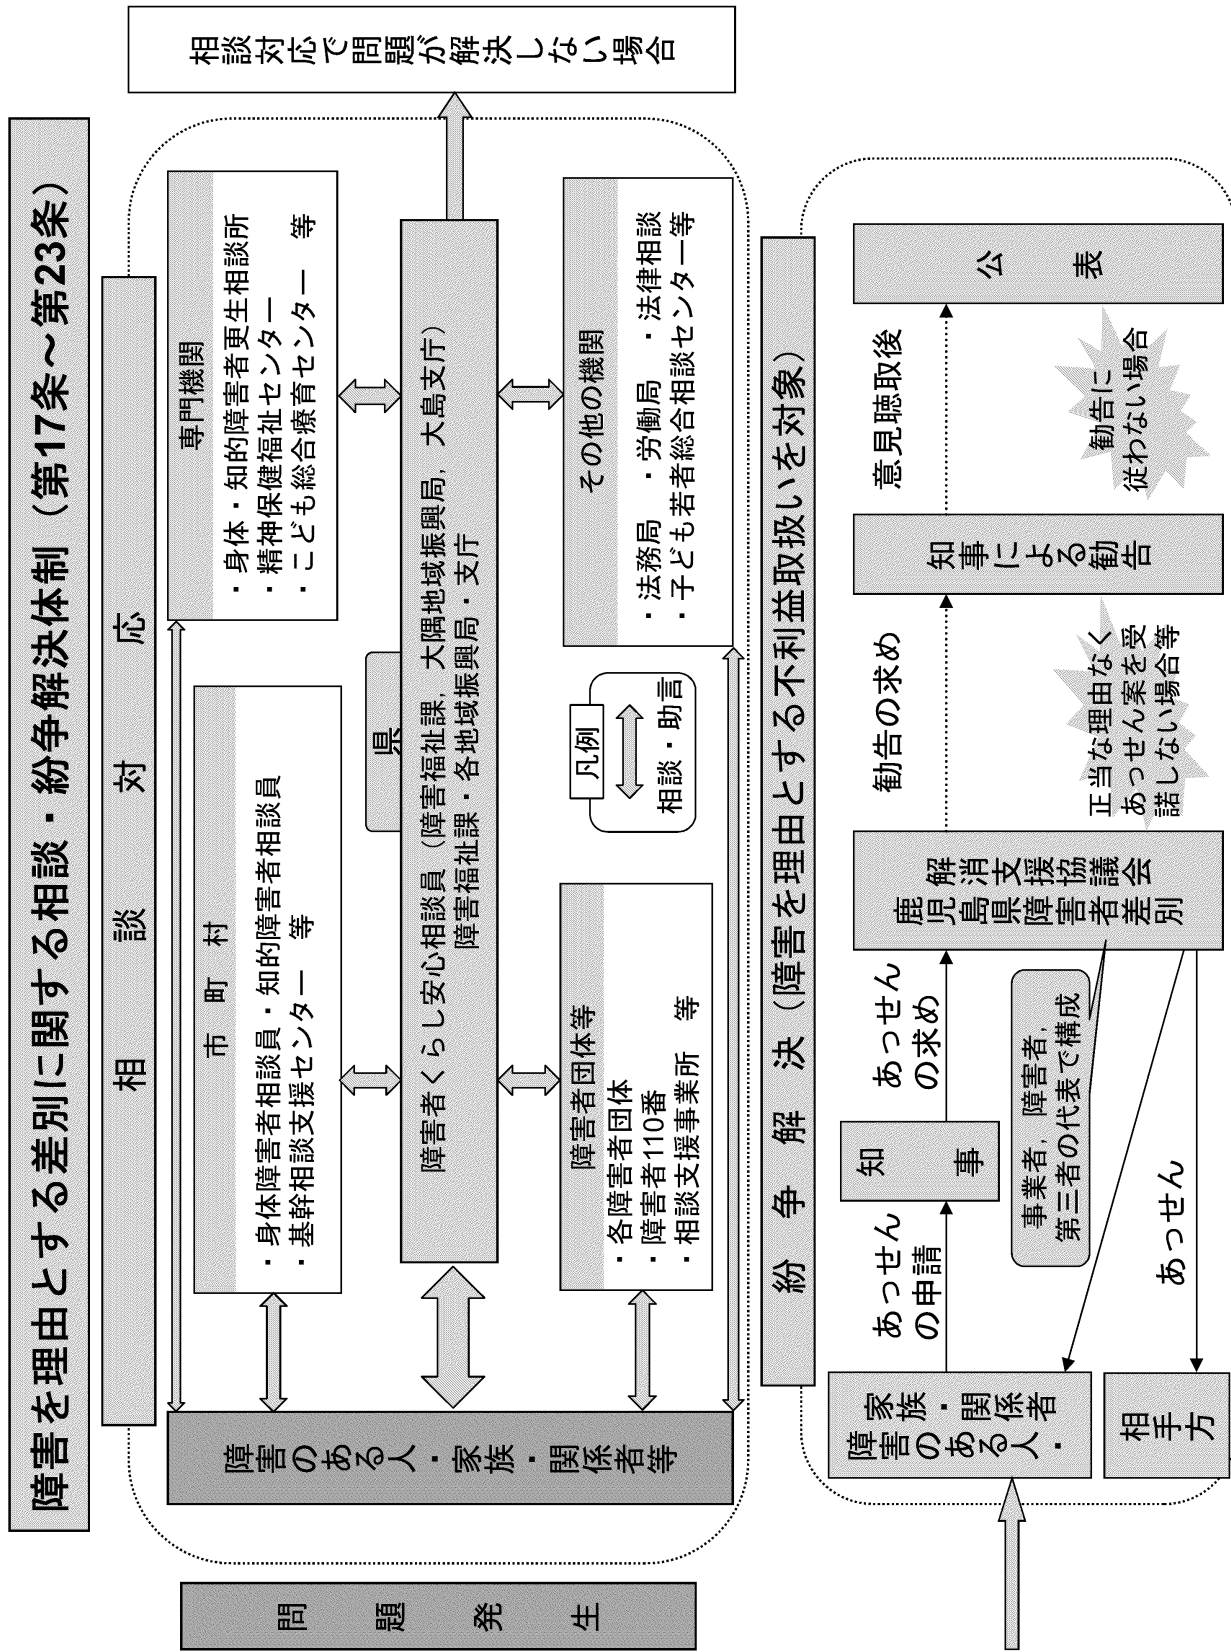 障害を理由とする差別に関する相談・紛争解決体制（第17条～第23条）
相談対応
問題発生
障害のある人・家族・関係者等
市町村
・身体障害者相談員・知的障害者相談員
・基幹相談支援センター　等
専門機関
・身体・知的障害者更生相談所
・精神保健福祉センター
・こども総合療育センター　等
県
障害者くらし安心相談員（障害福祉課，大隅地域振興局，大島支庁）
障害福祉課・各地域振興局・支庁
障害者団体等
・各障害者団体
・障害者110番
・相談支援事業所　等
凡例
相談・助言
その他の機関
・法務局　・労働局　・法律相談
・子ども若者総合相談センター等
相談対応で問題が解決しない場合
紛争解決（障害を理由とする不利益取扱いを対象）
障害のある人・
家族・関係者
相手方
あっせん
の申請
知事
あっせん
の求め
事業者，障害者，
第三者の代表で構成
あっせん
鹿児島県障害者差別
解消支援協議会
勧告の求め
正当な理由なく
あっせん案を受
諾しない場合等
知事による勧告
意見聴取後
勧告に
従わない場合
公表